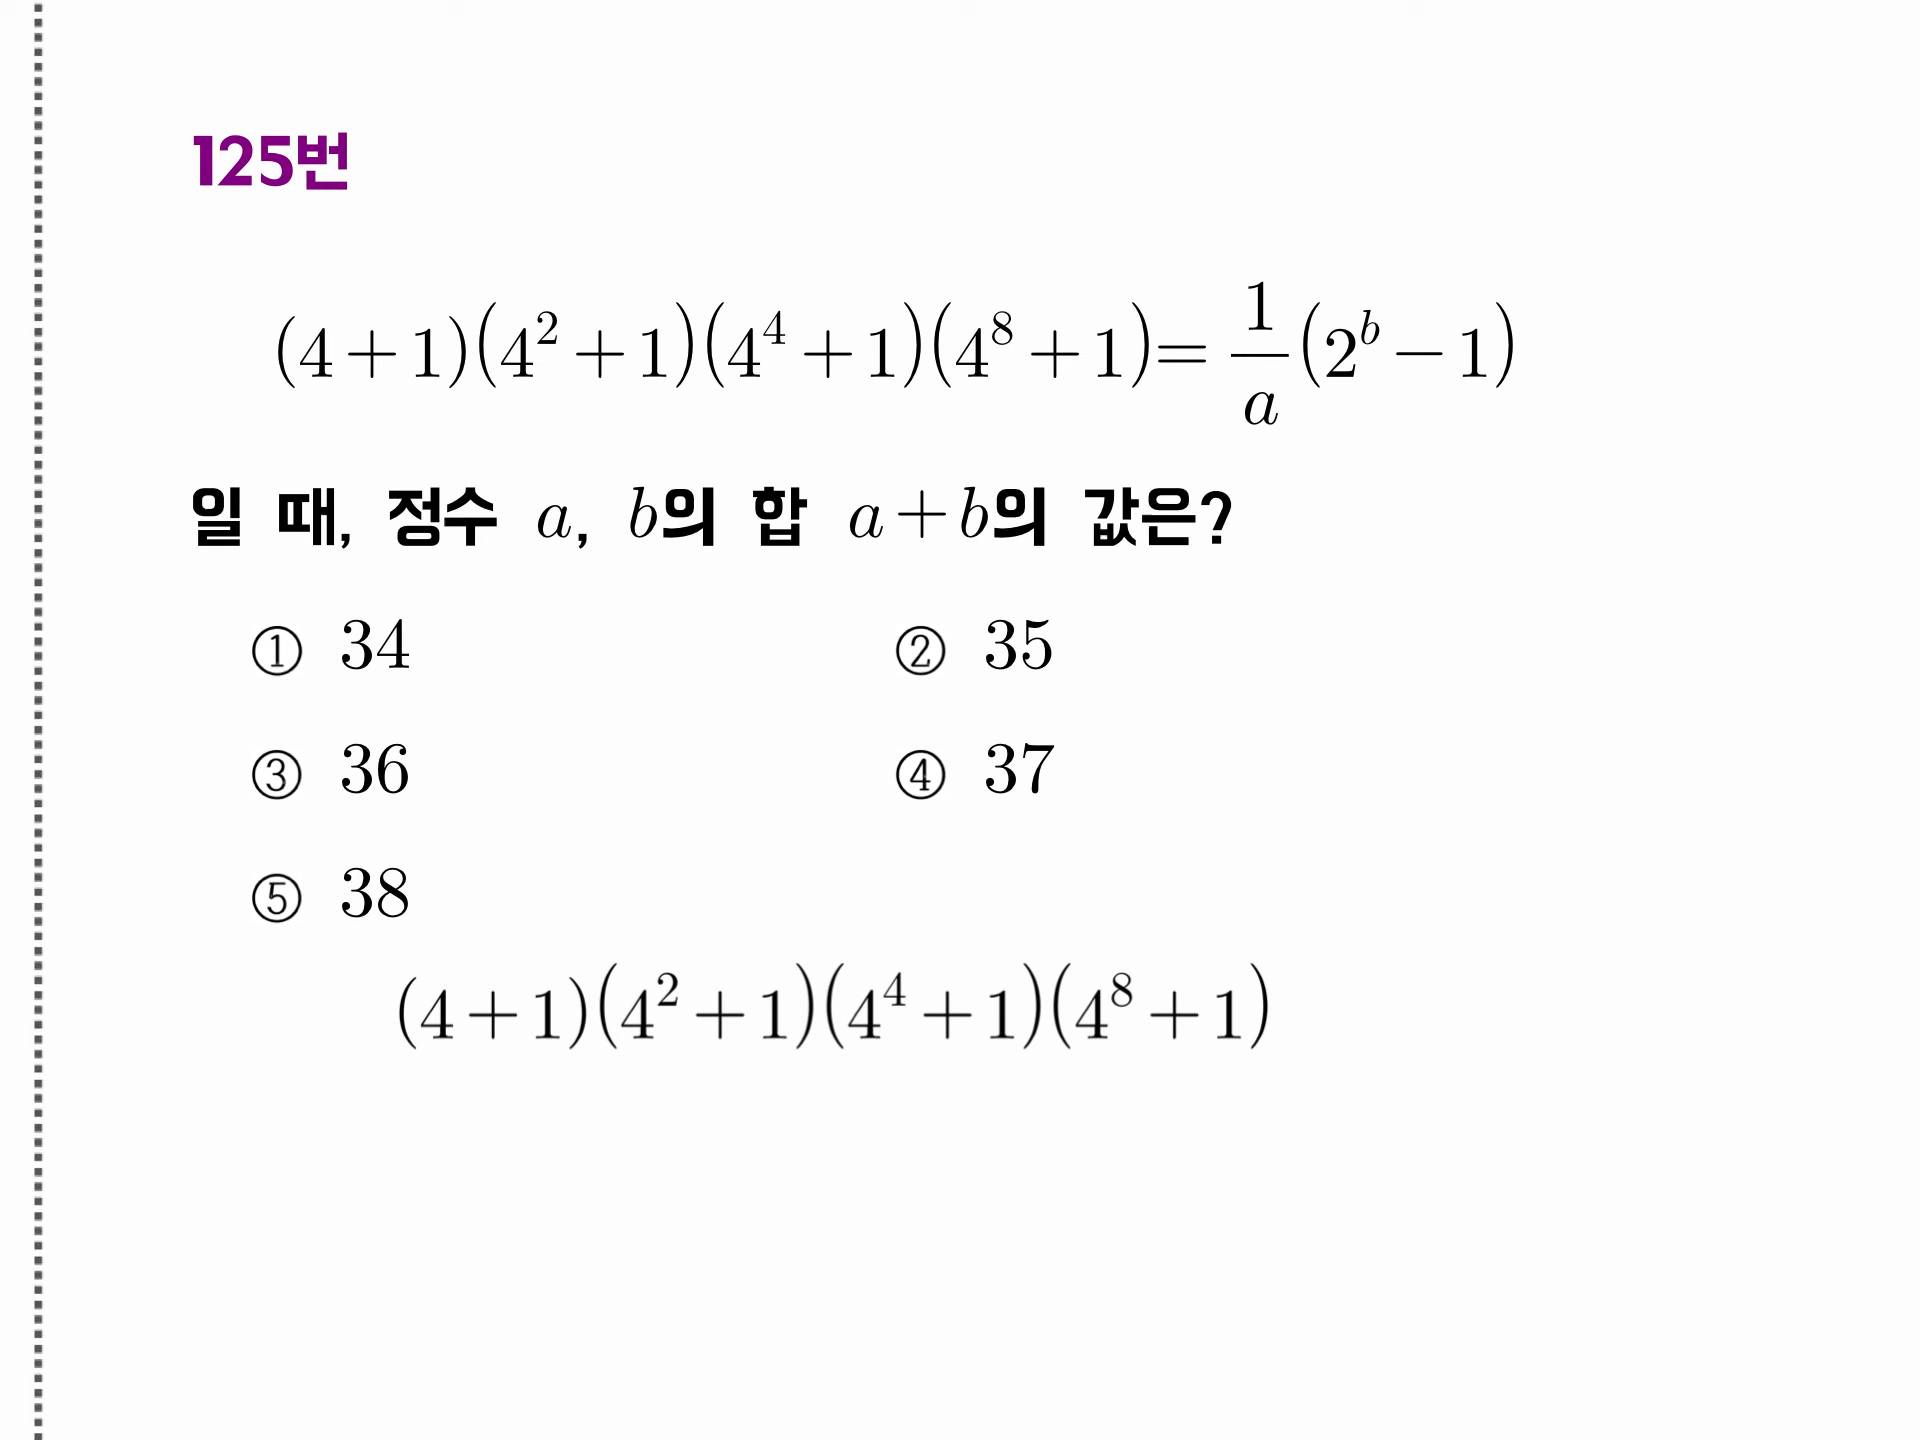 125번
(4+1)(4²+1)(4⁴+1)(4⁸+1)=\frac{1}{a}(2^b-1)
일 때, 정수 a, b의 합 a+b의 값은?
① 34 ② 35
③ 36 ④ 37
⑤ 38
(4+1)(4²+1)(4⁴+1)(4⁸+1)